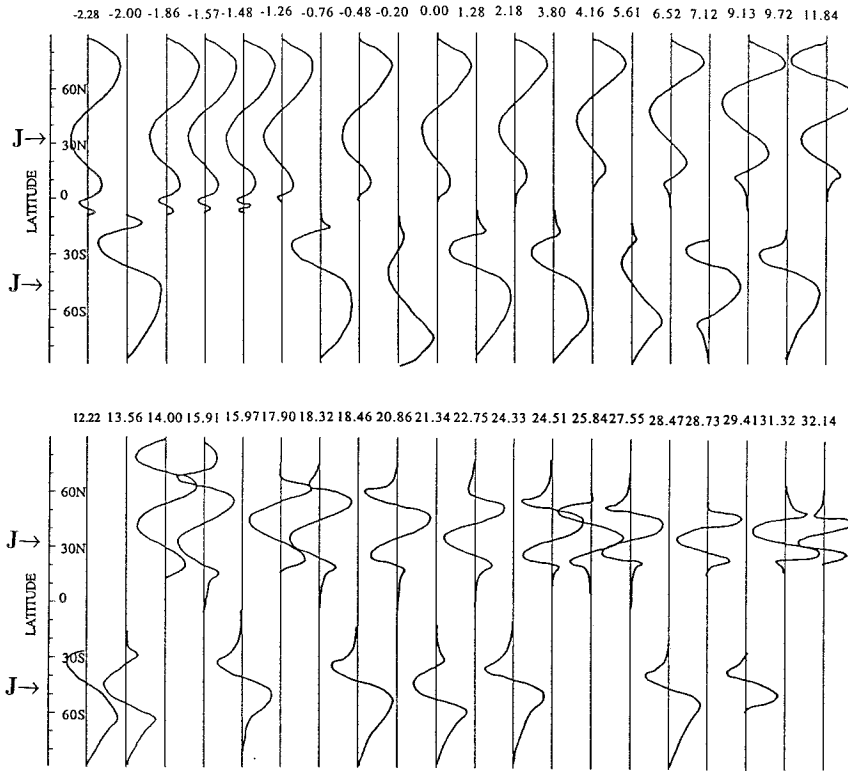 -2.28 -2.00 -1.86 -1.57 -1.48 -1.26 -0.76 -0.48 -0.20 0.00 1.28 2.18 3.80 4.16 5.61 6.52 7.12 9.13 9.72 11.84
60N
J→
30N
0
LATITUDE
30S
J→
60S
12.22 13.56 14.00 15.91 15.97 17.90 18.32 18.46 20.86 21.34 22.75 24.33 24.51 25.84 27.55 28.47 28.73 29.41 31.32 32.14
60N
J→
30N
0
LATITUDE
30S
J→
60S